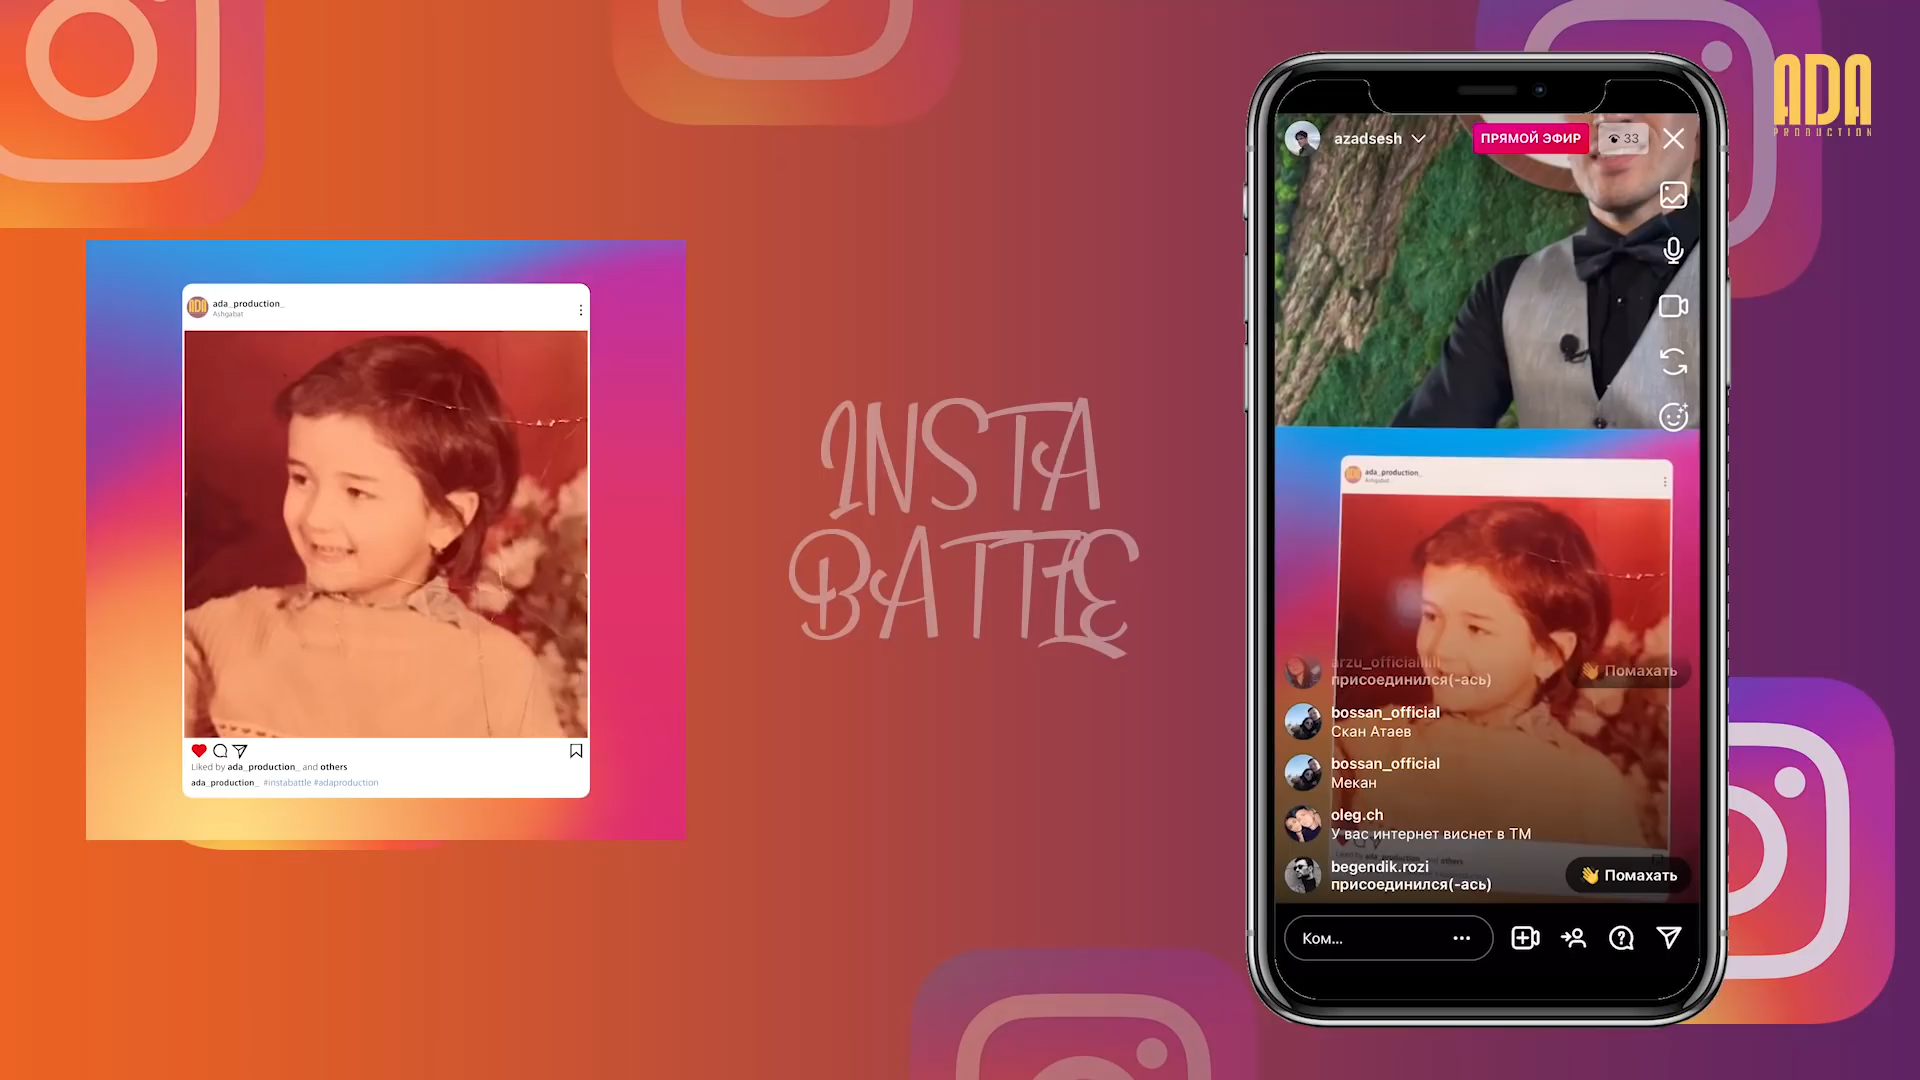 ADA
PRODUCTION
ADA
ada_production_
Ashgabat
Liked by ada_production_ and others
ada_production_ #instabattle #adaproduction
INSTA
BATTLE
azadsesh
ПРЯМОЙ ЭФИР
33
ada_production_
Ashgabat
arzu_officialllllll
присоединился(-ась)
Помахать
bossan_official
Скан Атаев
bossan_official
Мекан
oleg.ch
У вас интернет виснет в ТМ
begendik.rozi
присоединился(-ась)
Помахать
Ком...